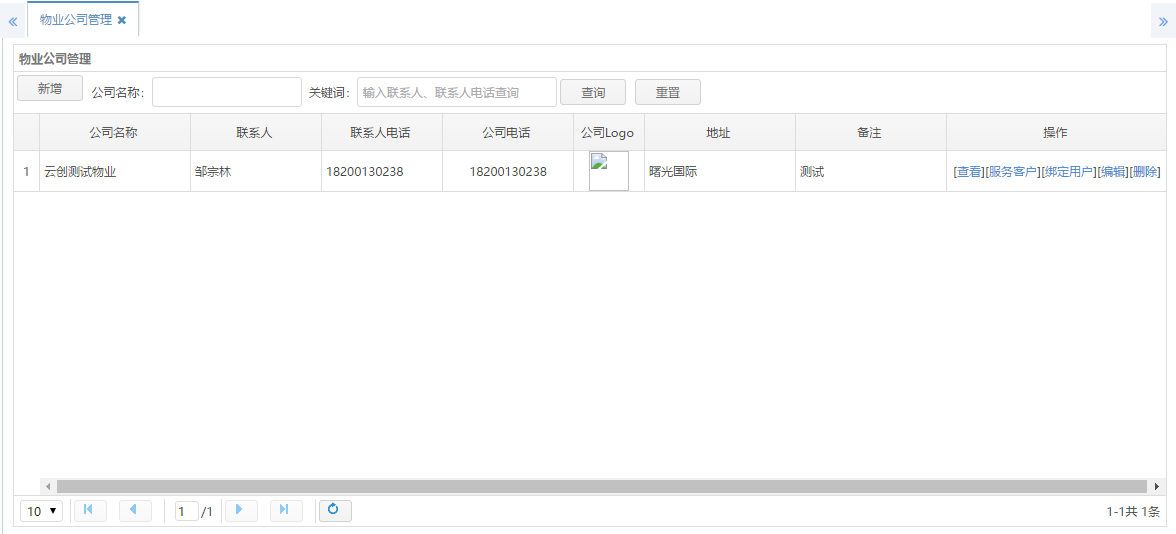 物业公司管理
物业公司管理
新增 公司名称: 关键词: 输入联系人、联系人电话查询 查询 重置
公司名称 联系人 联系人电话 公司电话 公司Logo 地址 备注 操作
1 云创测试物业 邹宗林 18200130238 18200130238 曙光国际 测试 [查看][服务客户][绑定用户][编辑][删除]
10 1 /1 1-1共 1条